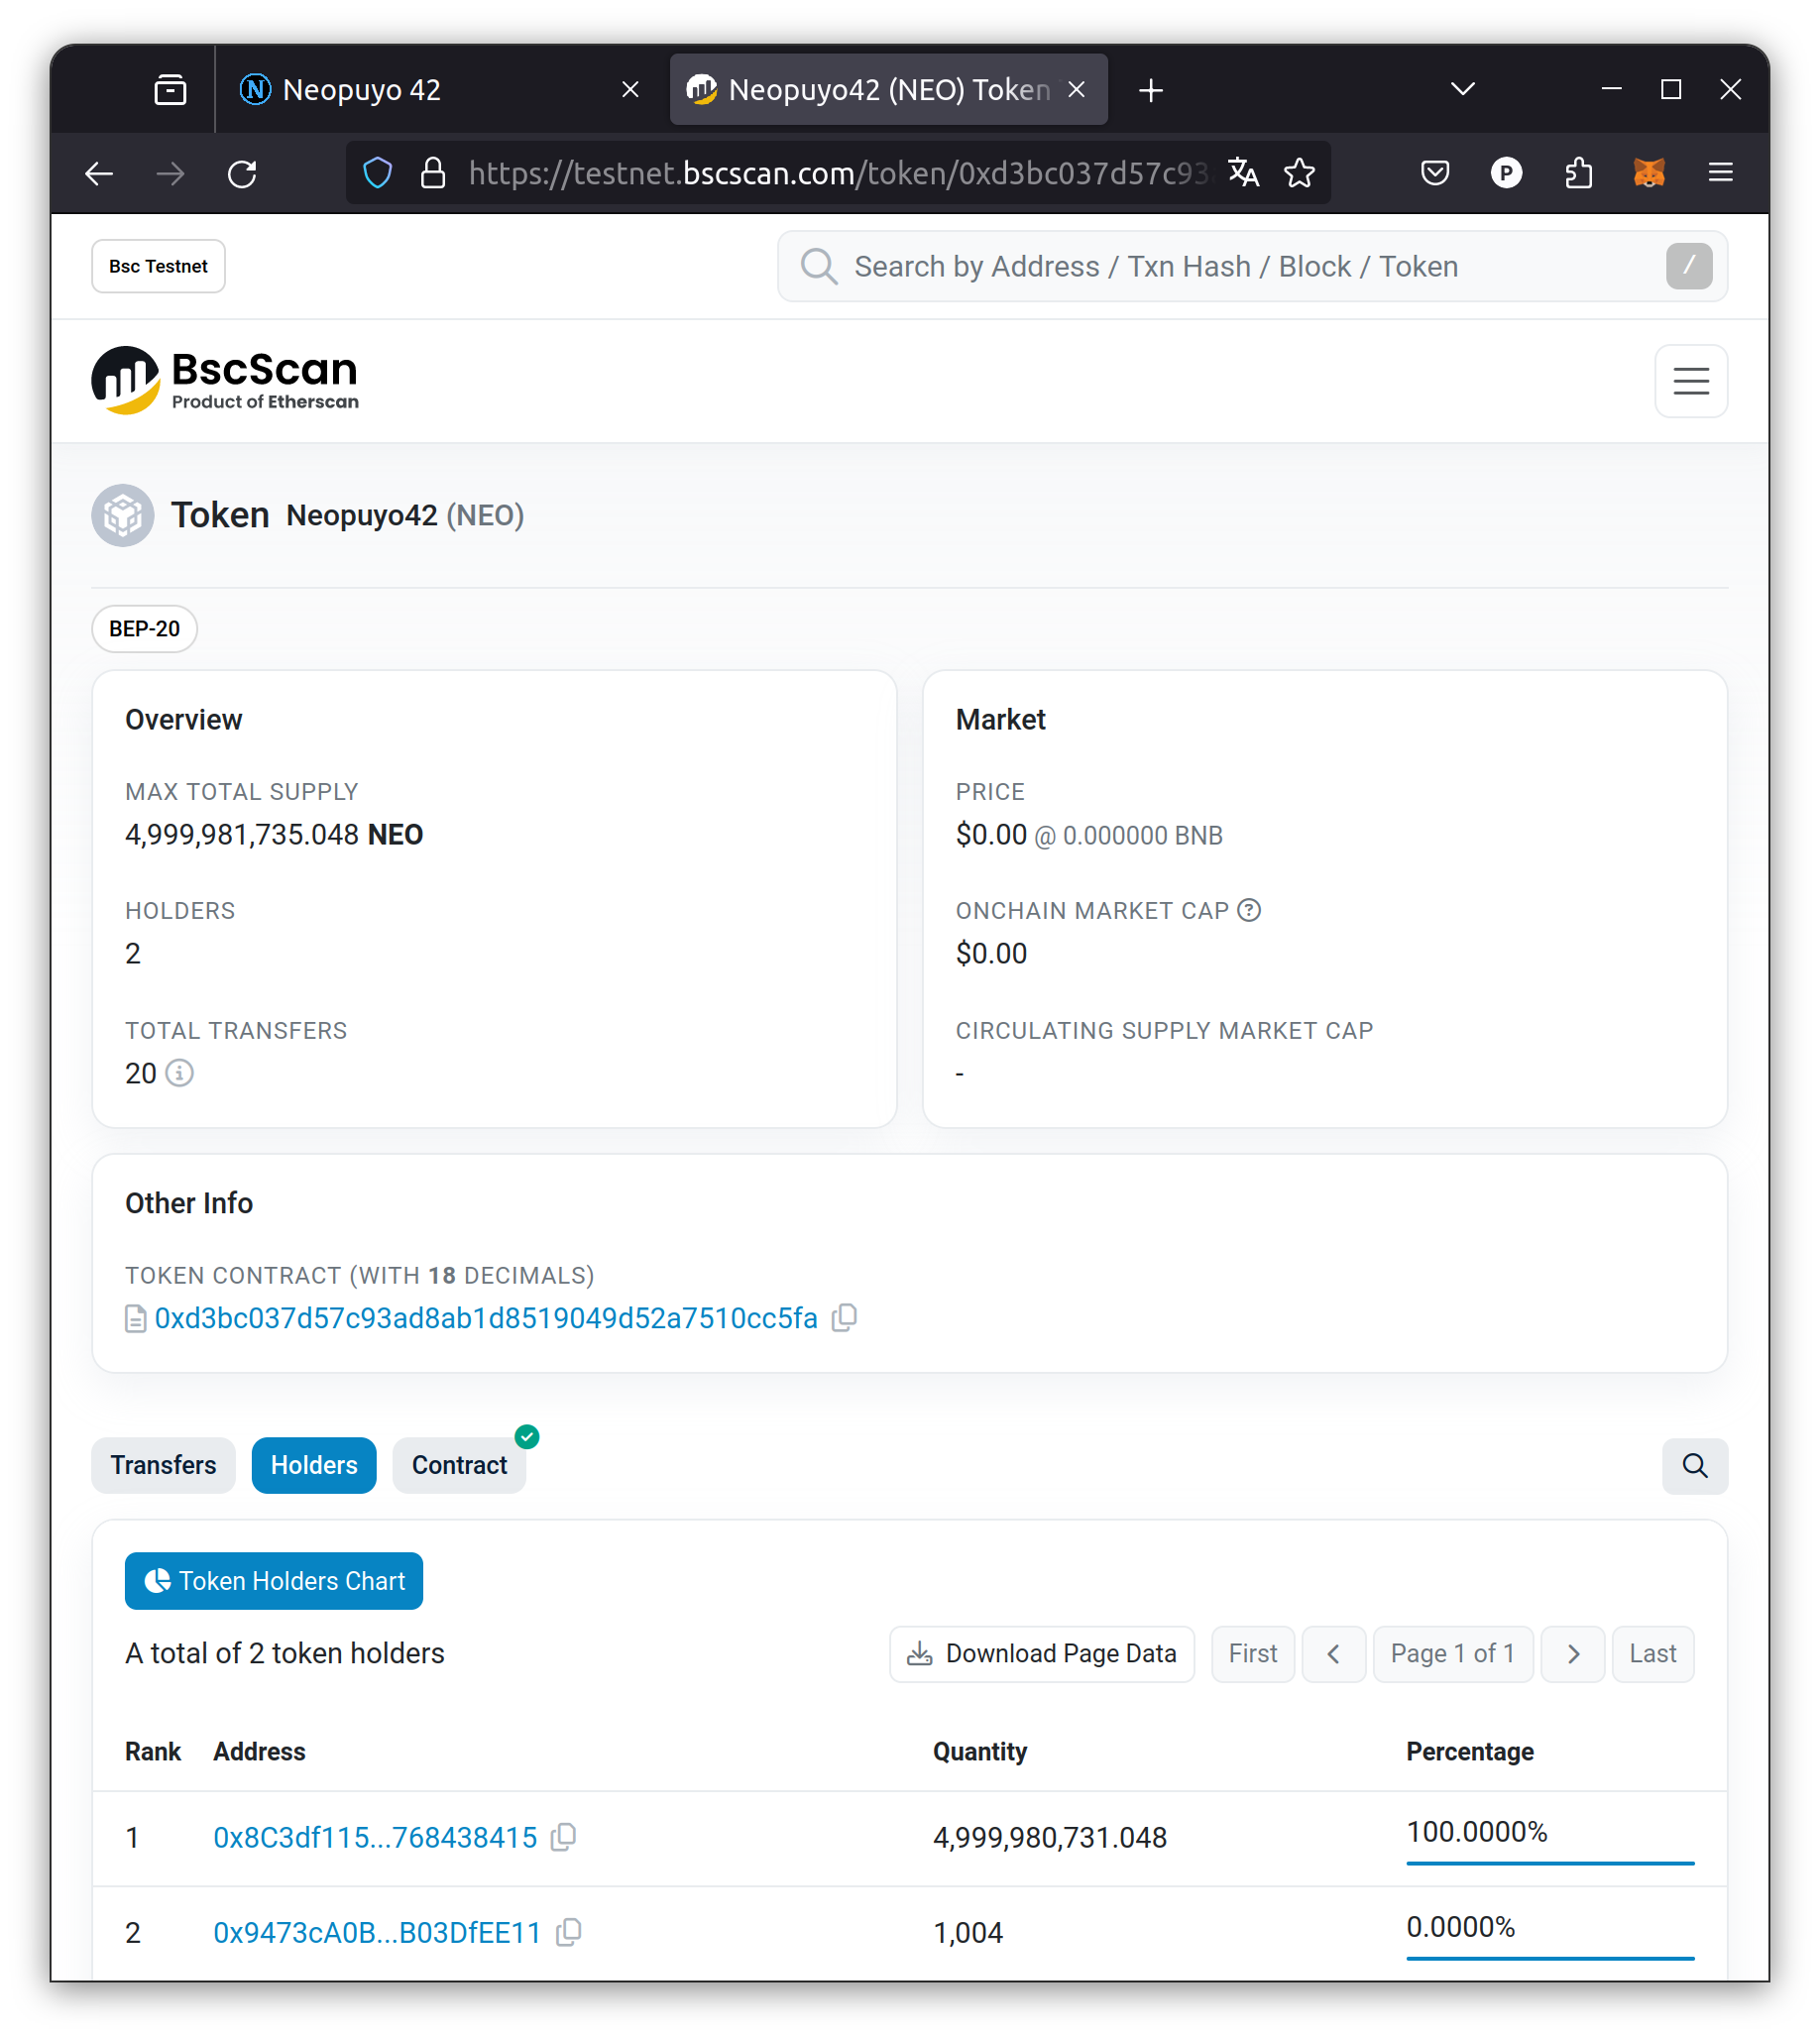 Neopuyo 42
Neopuyo42 (NEO) Token
https://testnet.bscscan.com/token/0xd3bc037d57c93
P
Bsc Testnet
Search by Address / Txn Hash / Block / Token
/
BscScan
Product of Etherscan
Token Neopuyo42 (NEO)
BEP-20
Overview
MAX TOTAL SUPPLY
4,999,981,735.048 NEO
HOLDERS
2
TOTAL TRANSFERS
20
Market
PRICE
$0.00 @ 0.000000 BNB
ONCHAIN MARKET CAP
$0.00
CIRCULATING SUPPLY MARKET CAP
-
Other Info
TOKEN CONTRACT (WITH 18 DECIMALS)
0xd3bc037d57c93ad8ab1d8519049d52a7510cc5fa
Transfers Holders Contract
Token Holders Chart
A total of 2 token holders
Download Page Data First Page 1 of 1 Last
Rank Address Quantity Percentage
1 0x8C3df115...768438415 4,999,980,731.048 100.0000%
2 0x9473cA0B...B03DfEE11 1,004 0.0000%